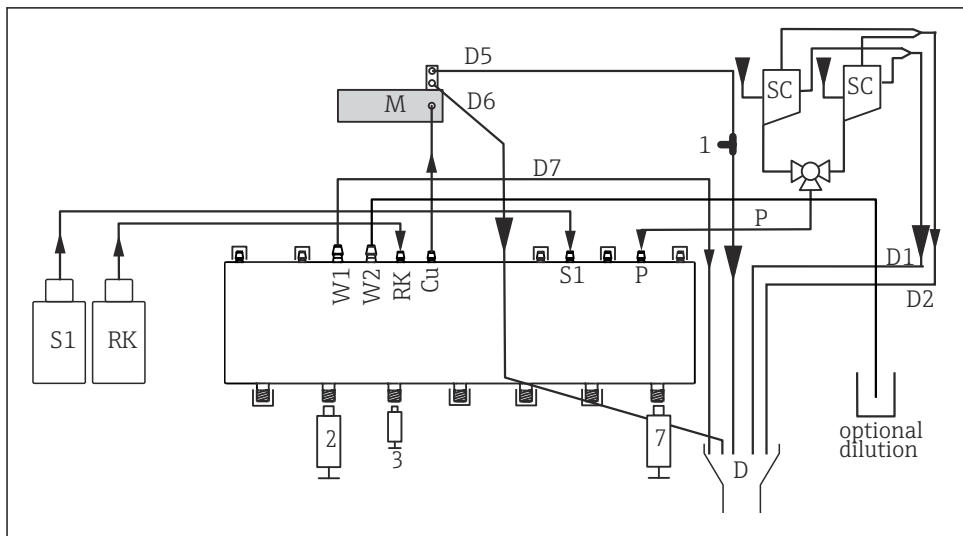 D5
M
D6
SC
SC
1
D7
P
W1
W2
RK
Cu
S1
P
D1
D2
S1
RK
2
3
7
D
optional
dilution